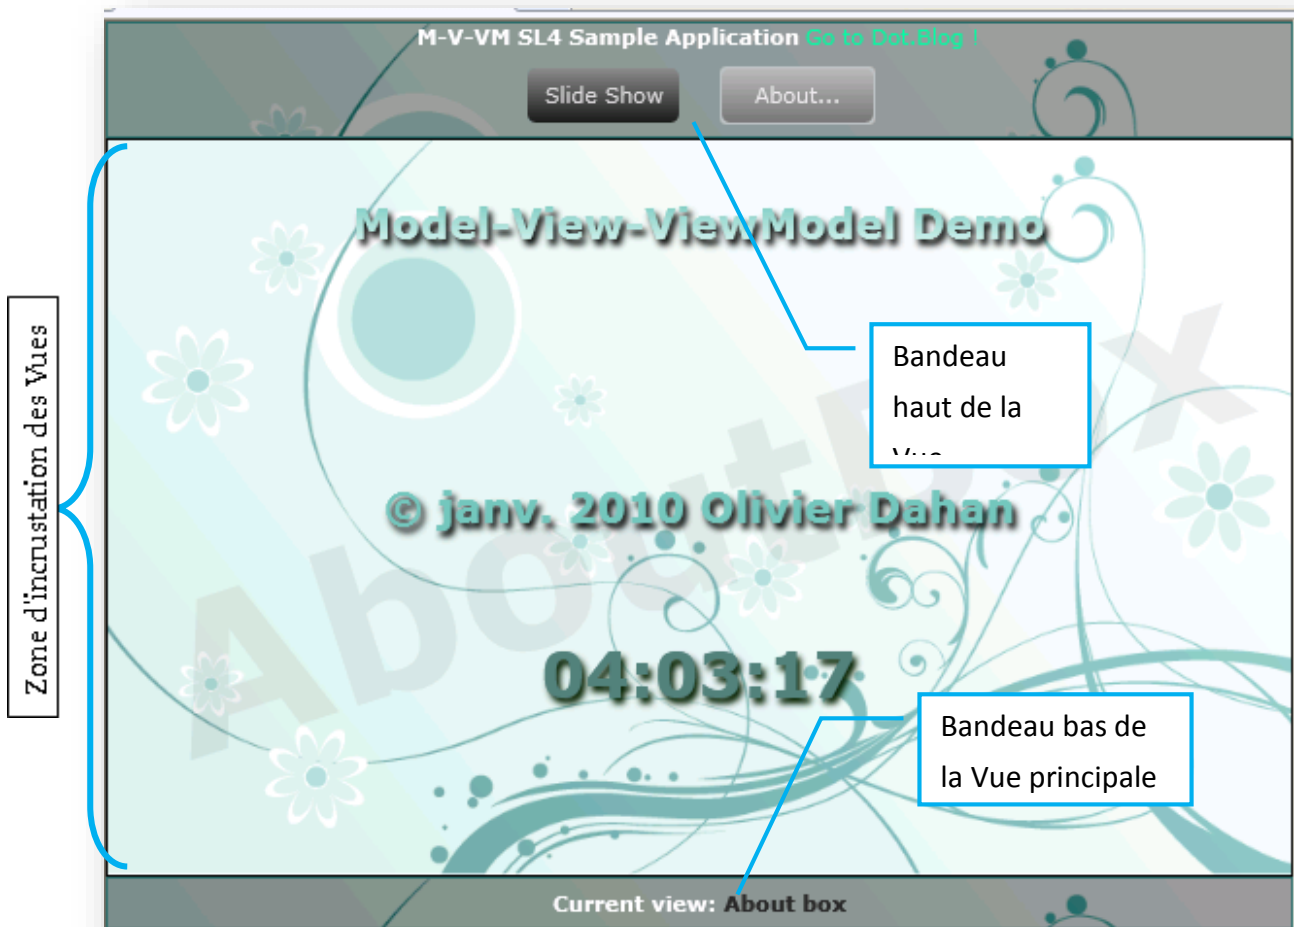 M-V-VM SL4 Sample Application Go to Dot.Blog !
Slide Show
About...
Model-View-ViewModel Demo
Zone d'incrustation des Vues
Bandeau
haut de la
Vue
© janv. 2010 Olivier Dahan
AboutBox
04:03:17
Bandeau bas de
la Vue principale
Current view: About box